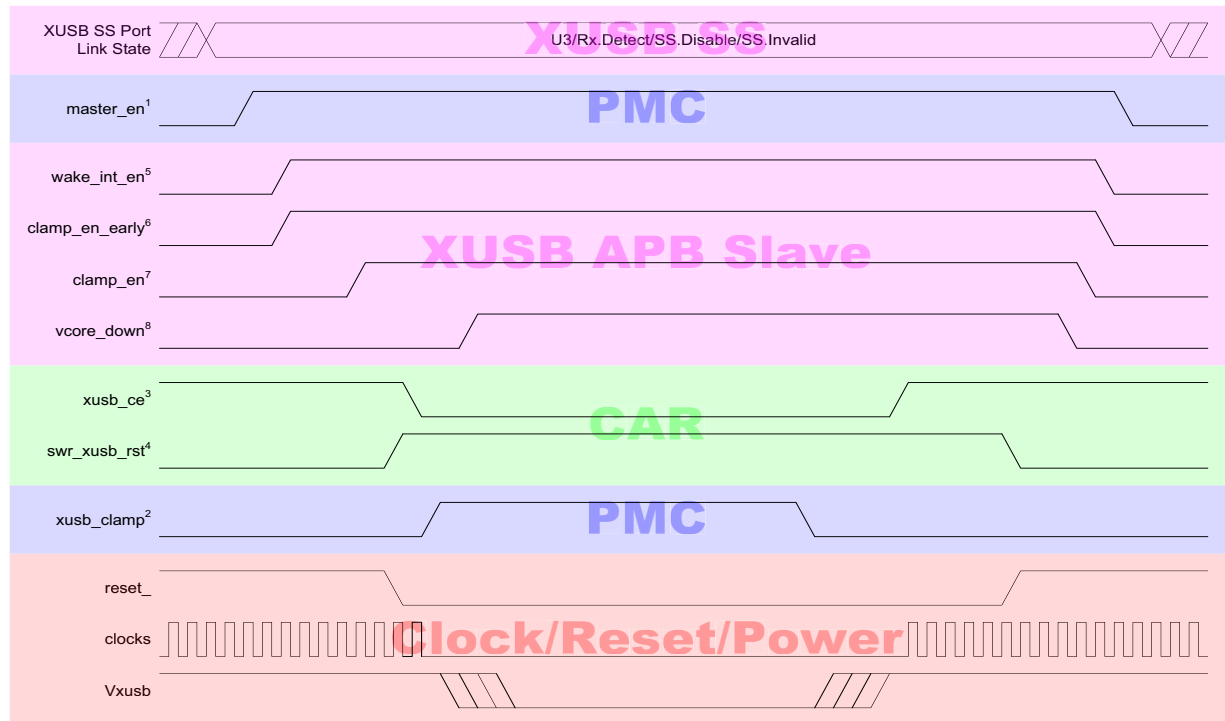 XUSB SS Port
Link State
XUSB SS
U3/Rx.Detect/SS.Disable/SS.Invalid
master_en1
PMC
wake_int_en5
clamp_en_early6
XUSB APB Slave
clamp_en7
vcore_down8
xusb_ce3
CAR
swr_xusb_rst4
xusb_clamp2
PMC
reset_
clocks
Clock/Reset/Power
Vxusb